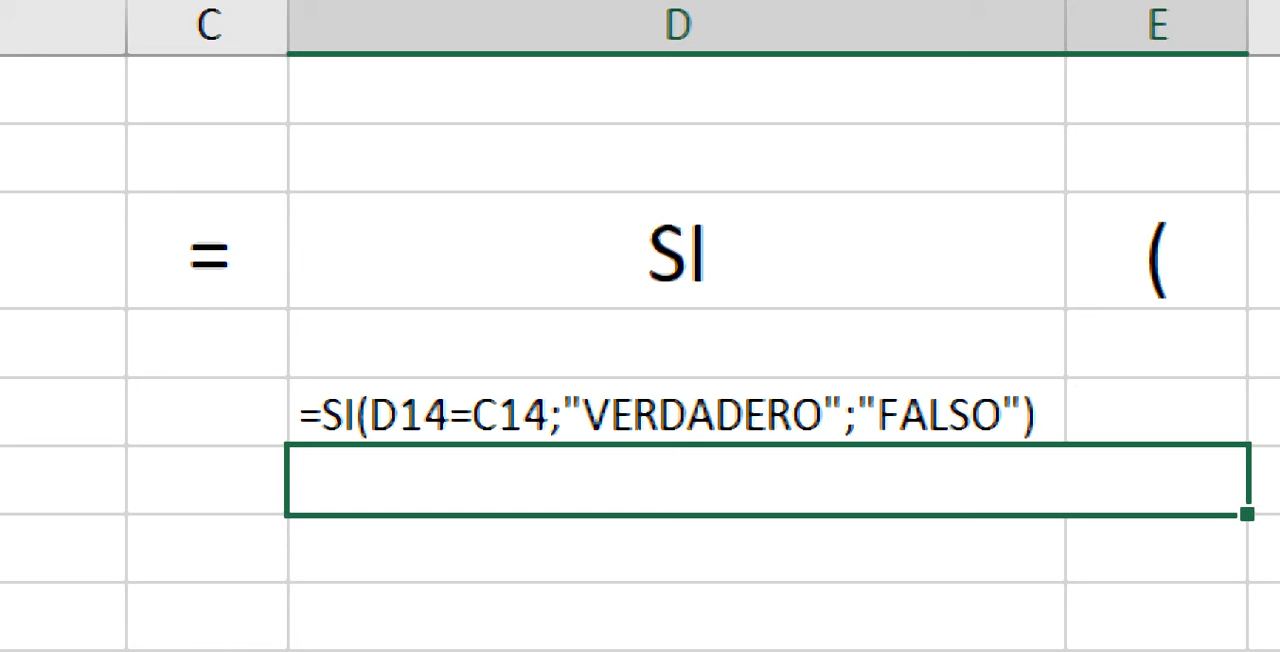 C D E
= SI (
=SI(D14=C14;"VERDADERO";"FALSO")